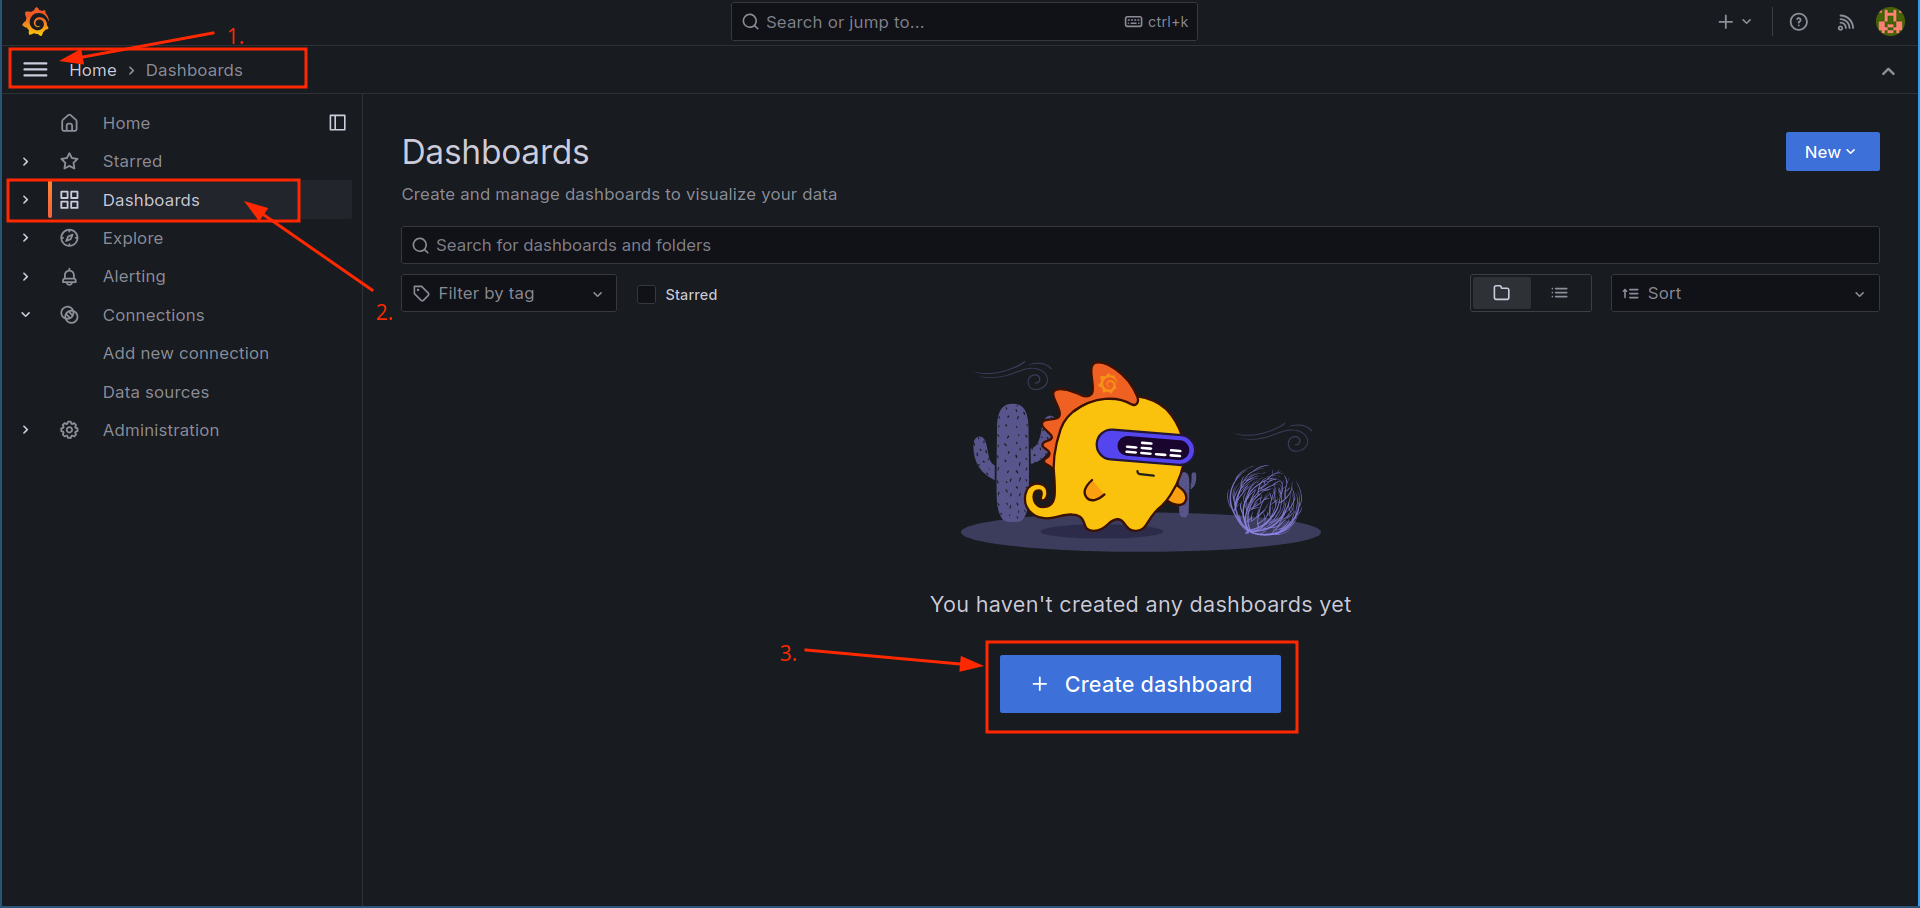 Search or jump to...
ctrl+k
1.
Home > Dashboards
Home
Starred
Dashboards
Explore
Alerting
Connections
Add new connection
Data sources
Administration
2.
Dashboards
New
Create and manage dashboards to visualize your data
Search for dashboards and folders
Filter by tag
Starred
Sort
You haven't created any dashboards yet
3.
+ Create dashboard